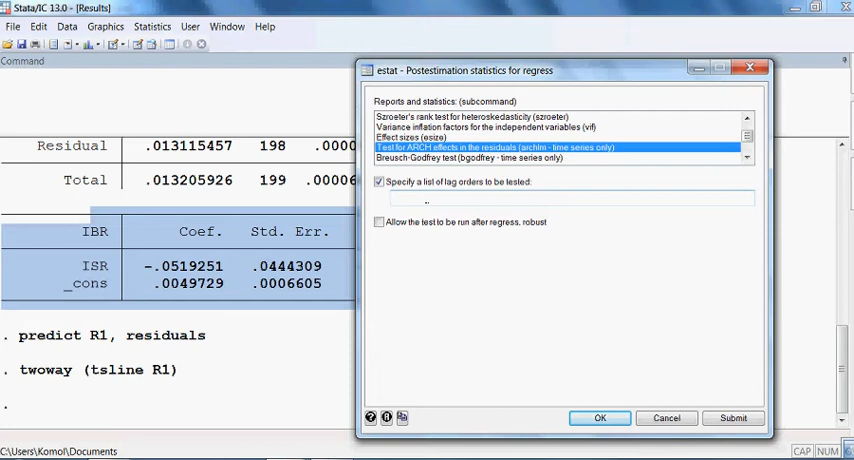 Stata/IC 13.0 - [Results]
File Edit Data Graphics Statistics User Window Help
Command
Residual .013115457 198 .0000
Total .013205926 199 .00006
IBR Coef. Std. Err.
ISR -.0519251 .0444309
_cons .0049729 .0006605
. predict R1, residuals
. twoway (tsline R1)
.
estat - Postestimation statistics for regress
Reports and statistics: (subcommand)
Szroeter's rank test for heteroskedasticity (szroeter)
Variance inflation factors for the independent variables (vif)
Effect sizes (esize)
Test for ARCH effects in the residuals (archlm - time series only)
Breusch-Godfrey test (bgodfrey - time series only)
Specify a list of lag orders to be tested:
Allow the test to be run after regress, robust
OK Cancel Submit
C:\Users\Komol\Documents
CAP NUM